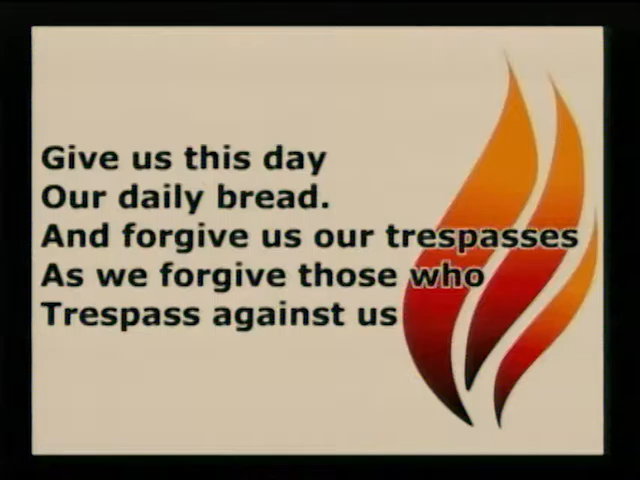 Give us this day
Our daily bread.
And forgive us our trespasses
As we forgive those who
Trespass against us